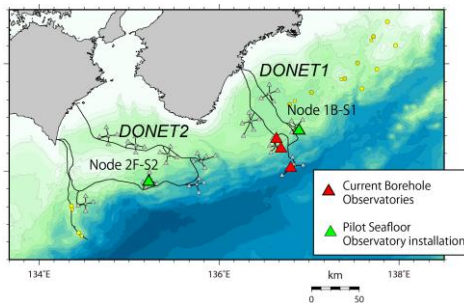 DONET1
Node 1B-S1
DONET2
Node 2F-S2
Current Borehole
Observatories
Pilot Seafloor
Observatory installation
134°E
136°E
138°E
km
0
50